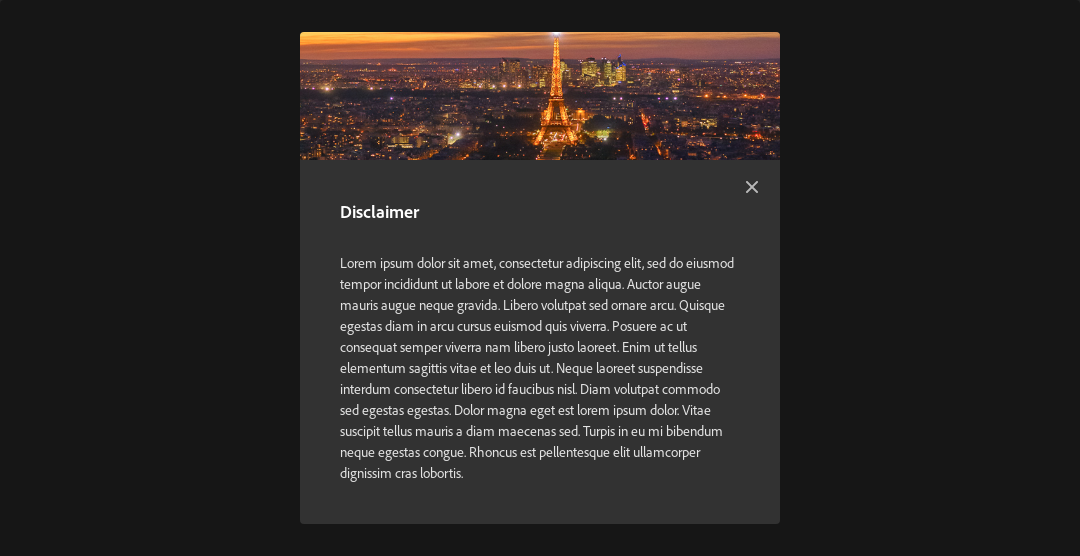 Disclaimer
Lorem ipsum dolor sit amet, consectetur adipiscing elit, sed do eiusmod
tempor incididunt ut labore et dolore magna aliqua. Auctor augue
mauris augue neque gravida. Libero volutpat sed ornare arcu. Quisque
egestas diam in arcu cursus euismod quis viverra. Posuere ac ut
consequat semper viverra nam libero justo laoreet. Enim ut tellus
elementum sagittis vitae et leo duis ut. Neque laoreet suspendisse
interdum consectetur libero id faucibus nisl. Diam volutpat commodo
sed egestas egestas. Dolor magna eget est lorem ipsum dolor. Vitae
suscipit tellus mauris a diam maecenas sed. Turpis in eu mi bibendum
neque egestas congue. Rhoncus est pellentesque elit ullamcorper
dignissim cras lobortis.